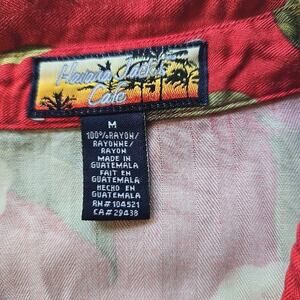 Havana Jack's
Cafe
M
100%RAYON/
RAYONNE/
RAYON
MADE IN
GUATEMALA
FAIT EN
GUATEMALA
HECHO EN
GUATEMALA
RN#104521
CA#29438